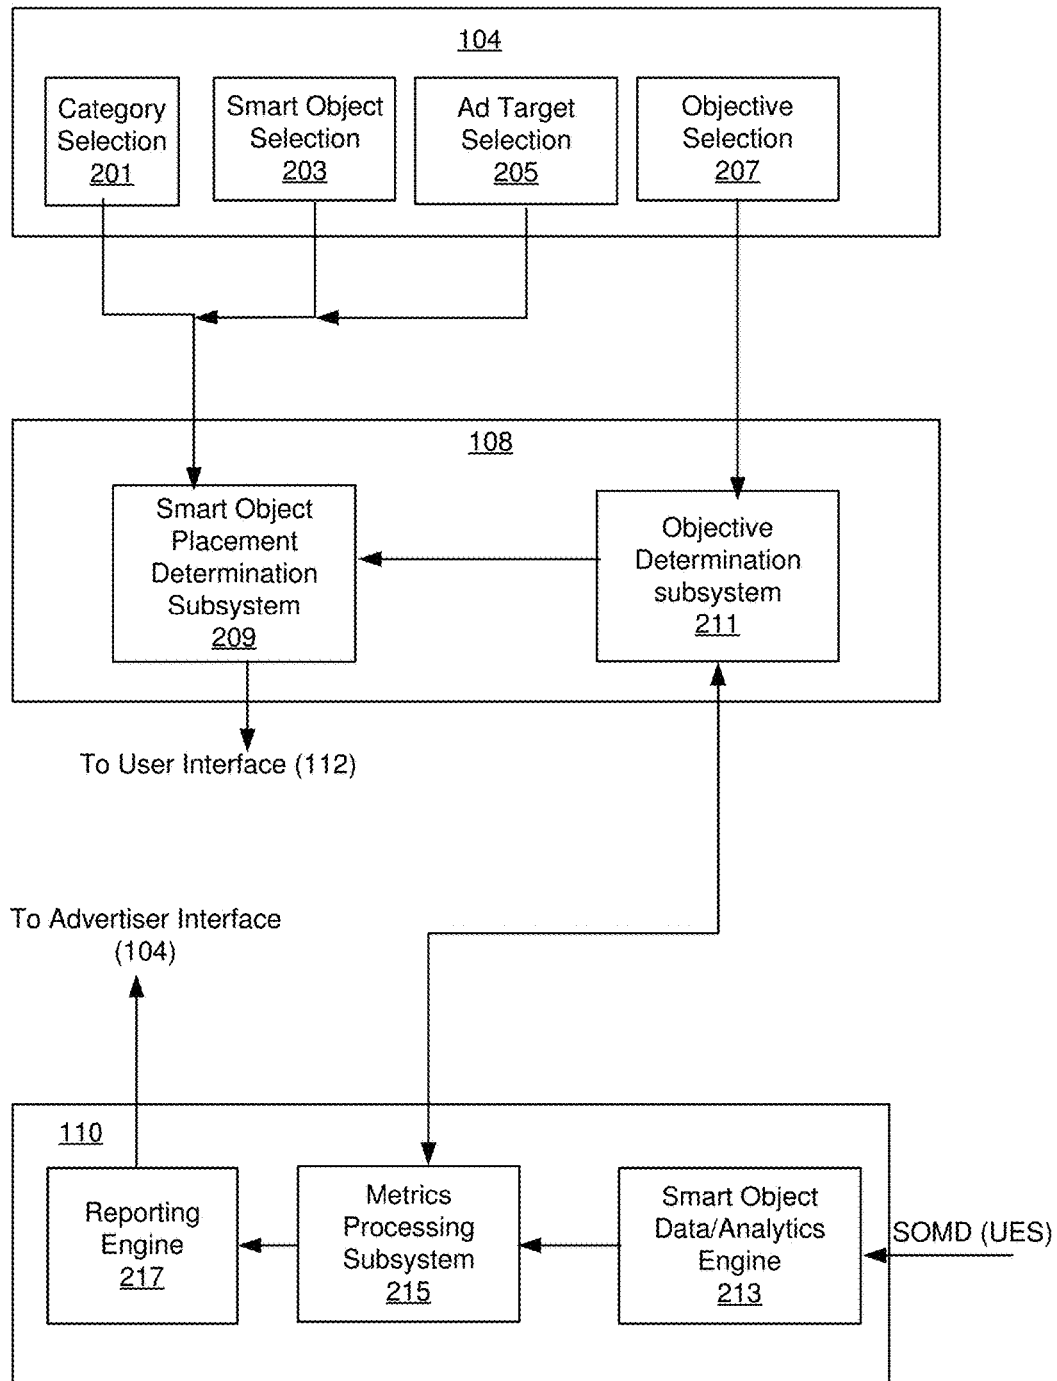 104
Category
Selection
201
Smart Object
Selection
203
Ad Target
Selection
205
Objective
Selection
207
108
Smart Object
Placement
Determination
Subsystem
209
Objective
Determination
subsystem
211
To User Interface (112)
To Advertiser Interface
(104)
110
Reporting
Engine
217
Metrics
Processing
Subsystem
215
Smart Object
Data/Analytics
Engine
213
SOMD (UES)